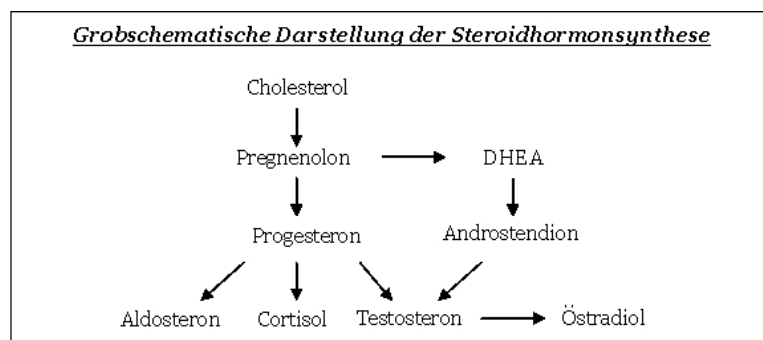 Grobschematische Darstellung der Steroidhormonsynthese
Cholesterol
Pregnenolon DHEA
Progesteron Androstendion
Aldosteron Cortisol Testosteron Östradiol